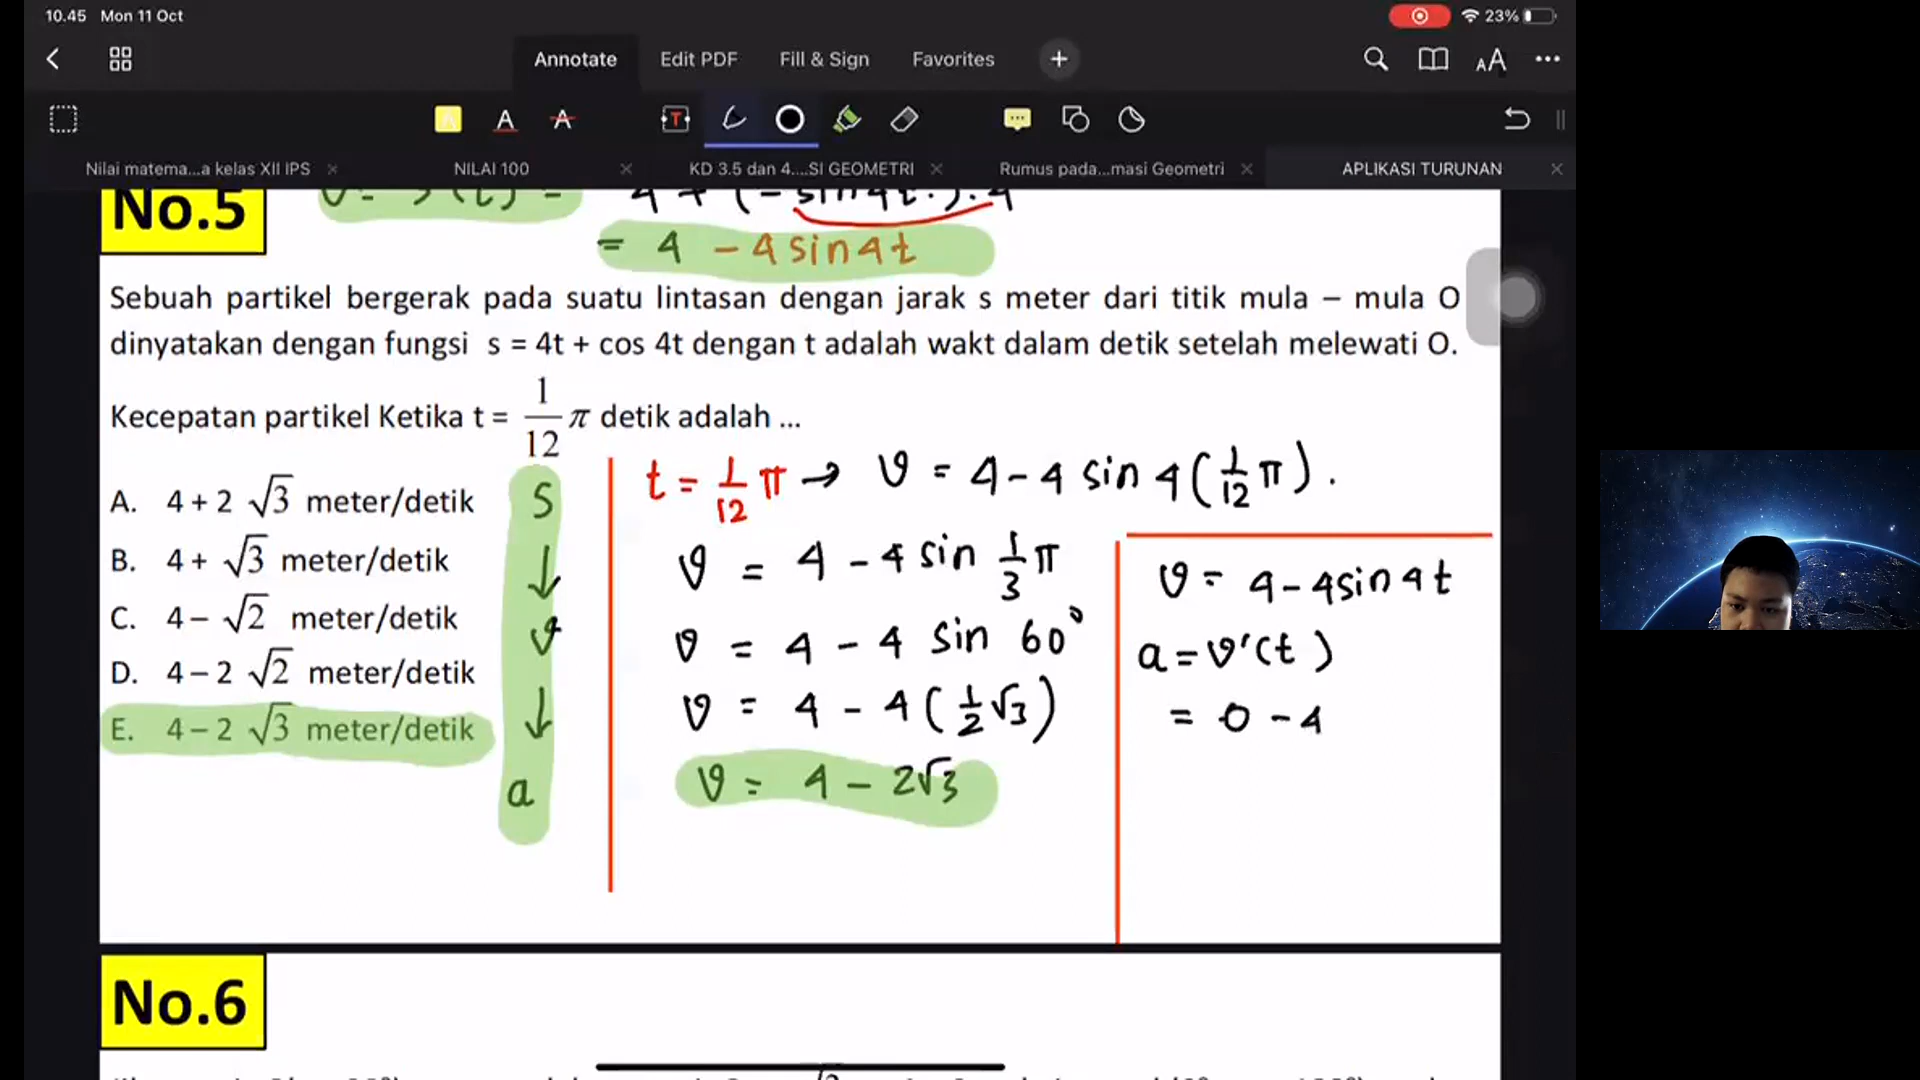 10.45 Mon 11 Oct
23%
Annotate Edit PDF Fill & Sign Favorites
Nilai matema...a kelas XII IPS
NILAI 100
KD 3.5 dan 4....SI GEOMETRI
Rumus pada...masi Geometri
APLIKASI TURUNAN
No.5
= 4 - 4 sin 4t
Sebuah partikel bergerak pada suatu lintasan dengan jarak s meter dari titik mula – mula O
dinyatakan dengan fungsi s = 4t + cos 4t dengan t adalah wakt dalam detik setelah melewati O.
Kecepatan partikel Ketika t = 1/12 π detik adalah ...
A. 4 + 2 √3 meter/detik
B. 4 + √3 meter/detik
C. 4 – √2 meter/detik
D. 4 – 2 √2 meter/detik
E. 4 – 2 √3 meter/detik
S
↓
v
↓
a
t = 1/12 π → v = 4 - 4 sin 4(1/12 π).
v = 4 - 4 sin 1/3 π
v = 4 - 4 sin 60°
v = 4 - 4 (1/2 √3)
v = 4 - 2√3
v = 4 - 4 sin 4t
a = v'(t)
= 0 - 4
No.6